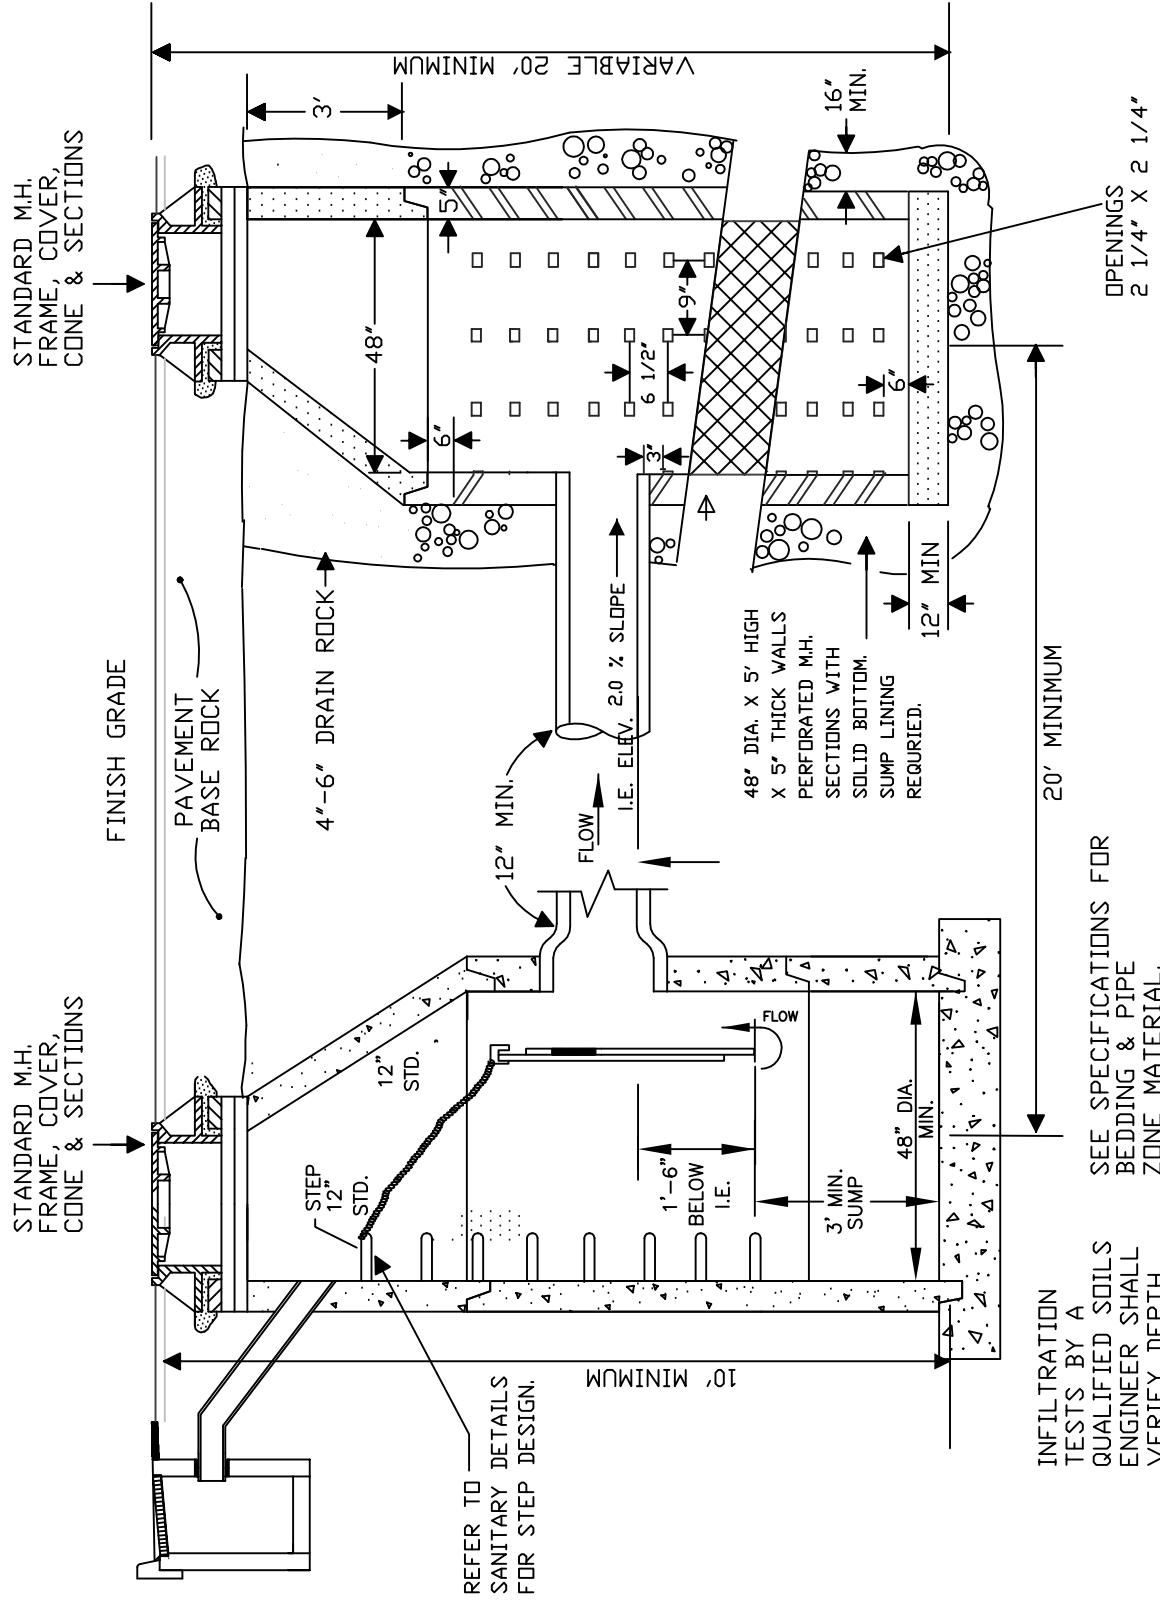 STANDARD M.H.
FRAME, COVER,
CONE & SECTIONS
FINISH GRADE
STANDARD M.H.
FRAME, COVER,
CONE & SECTIONS
PAVEMENT
BASE ROCK
VARIABLE 20' MINIMUM
3'
4"-6" DRAIN ROCK
48"
5"
16"
MIN.
6"
9"
6 1/2"
3"
6"
OPENINGS
2 1/4" X 2 1/4"
12" MIN.
FLOW
I.E. ELEV.
2.0 % SLOPE
48" DIA. X 5' HIGH
X 5" THICK WALLS
PERFORATED M.H.
SECTIONS WITH
SOLID BOTTOM.
SUMP LINING
REQURIED.
12" MIN
20' MINIMUM
STEP
12"
STD.
12"
STD.
FLOW
1'-6"
BELOW
I.E.
3' MIN.
SUMP
48" DIA.
MIN.
10' MINIMUM
REFER TO
SANITARY DETAILS
FOR STEP DESIGN.
INFILTRATION
TESTS BY A
QUALIFIED SOILS
ENGINEER SHALL
VERIFY DEPTH
SEE SPECIFICATIONS FOR
BEDDING & PIPE
ZONE MATERIAL.